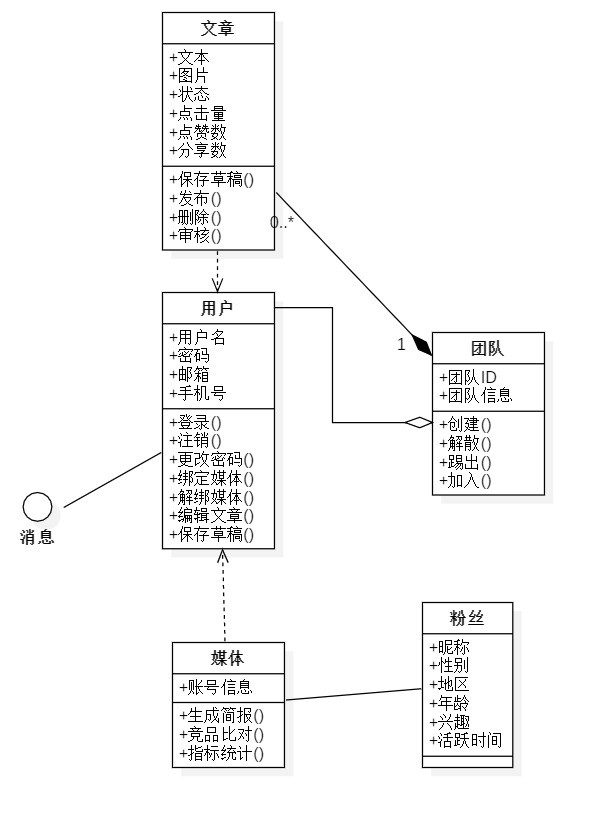 文章
+文本
+图片
+状态
+点击量
+点赞数
+分享数
+保存草稿()
+发布()
+删除()
+审核()
0..*
用户
+用户名
+密码
+邮箱
+手机号
+登录()
+注销()
+更改密码()
+绑定媒体()
+解绑媒体()
+编辑文章()
+保存草稿()
1
团队
+团队ID
+团队信息
+创建()
+解散()
+踢出()
+加入()
消息
媒体
+账号信息
+生成简报()
+竞品比对()
+指标统计()
粉丝
+昵称
+性别
+地区
+年龄
+兴趣
+活跃时间